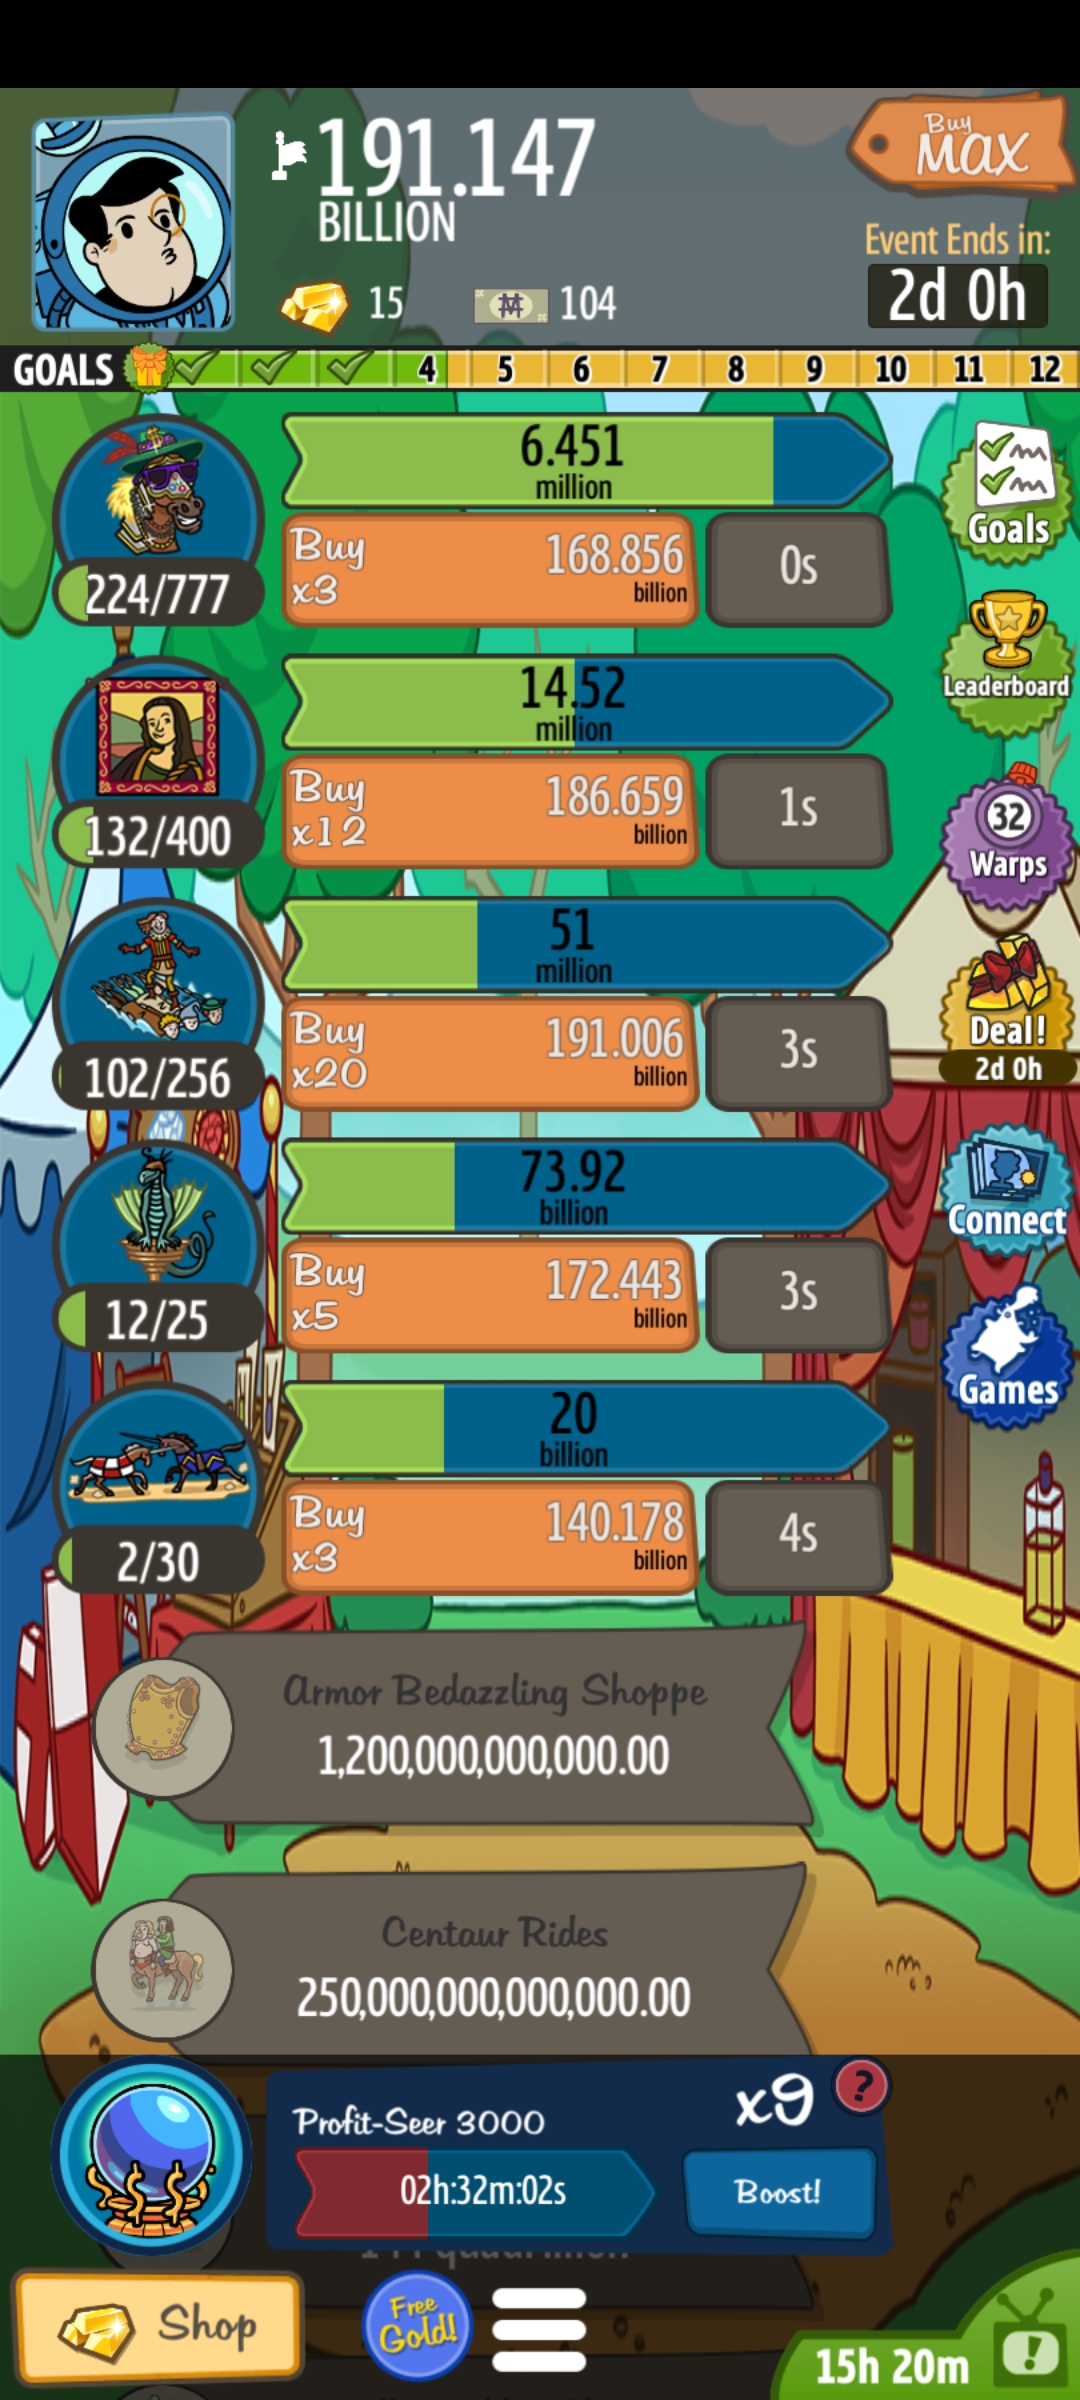 191.147
BILLION
Buy
MAX
Event Ends in:
2d 0h
15
104
GOALS 4 5 6 7 8 9 10 11 12
6.451
million
224/777
Buy
x3
168.856
billion
0s
Goals
Leaderboard
14.52
million
132/400
Buy
x12
186.659
billion
1s
32
Warps
51
million
102/256
Buy
x20
191.006
billion
3s
Deal!
2d 0h
73.92
billion
12/25
Buy
x5
172.443
billion
3s
Connect
Games
20
billion
2/30
Buy
x3
140.178
billion
4s
Armor Bedazzling Shoppe
1,200,000,000,000.00
Centaur Rides
250,000,000,000,000.00
Profit-Seer 3000
x9
?
02h:32m:02s
Boost!
Shop
Free
Gold!
15h 20m
!